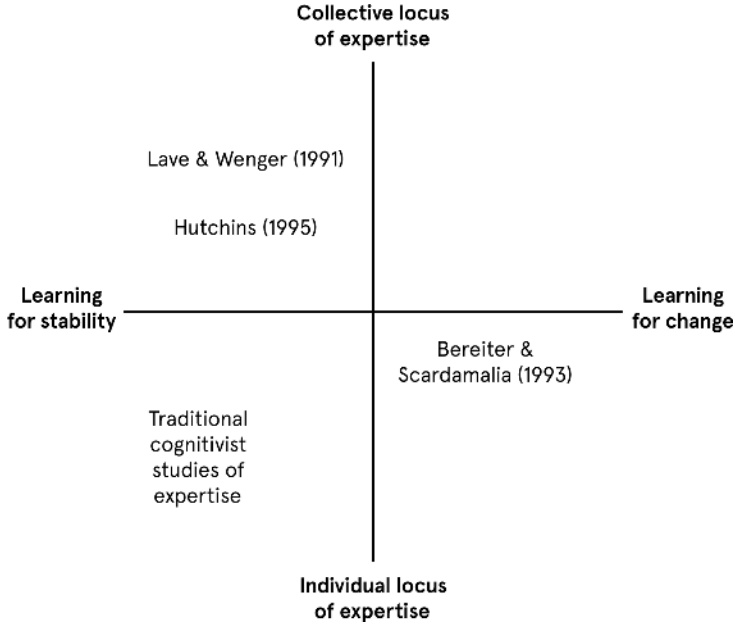 Collective locus
of expertise
Lave & Wenger (1991)
Hutchins (1995)
Learning
for stability
Learning
for change
Bereiter &
Scardamalia (1993)
Traditional
cognitivist
studies of
expertise
Individual locus
of expertise